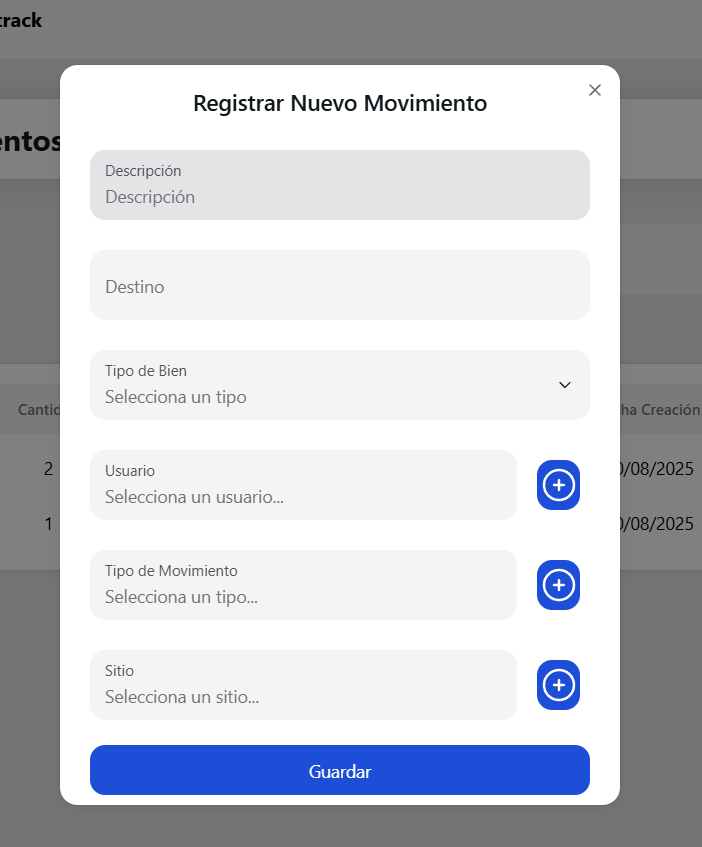 track
Registrar Nuevo Movimiento
entos
Descripción
Descripción
Destino
Tipo de Bien
Selecciona un tipo
Cantid
ha Creación
Usuario
Selecciona un usuario...
2
0/08/2025
1
0/08/2025
Tipo de Movimiento
Selecciona un tipo...
Sitio
Selecciona un sitio...
Guardar